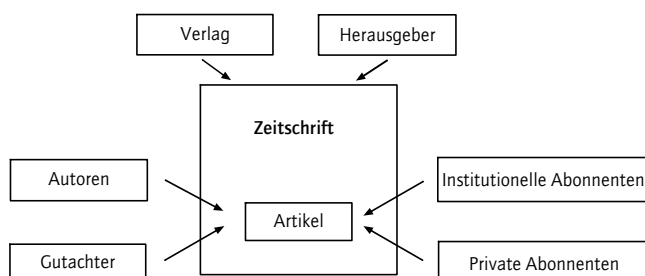 Verlag
Herausgeber
Zeitschrift
Autoren
Institutionelle Abonnenten
Artikel
Gutachter
Private Abonnenten